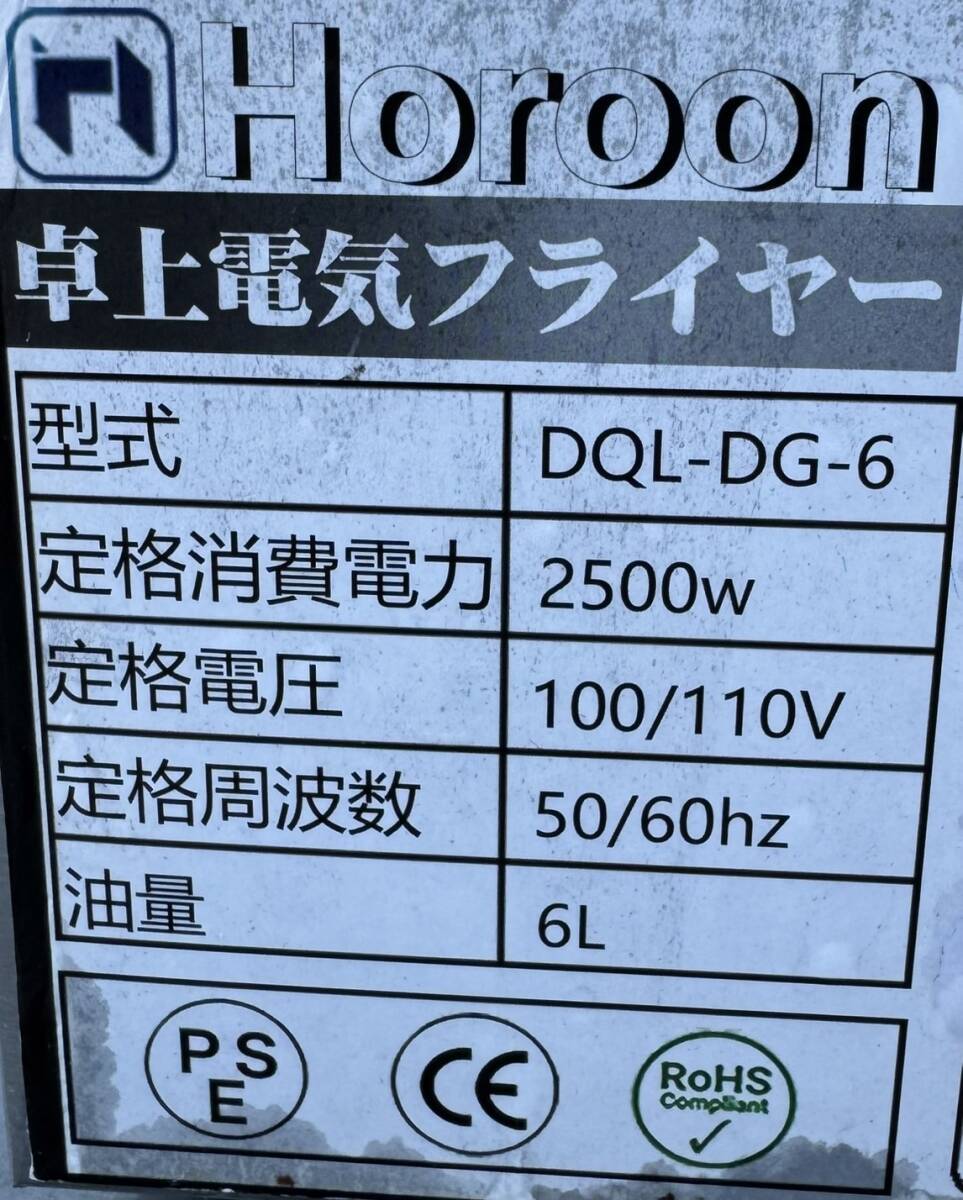 Horoon
卓上電気フライヤー
型式 DQL-DG-6
定格消費電力 2500w
定格電圧 100/110V
定格周波数 50/60hz
油量 6L
PS
E
CE
RoHS
Compliant